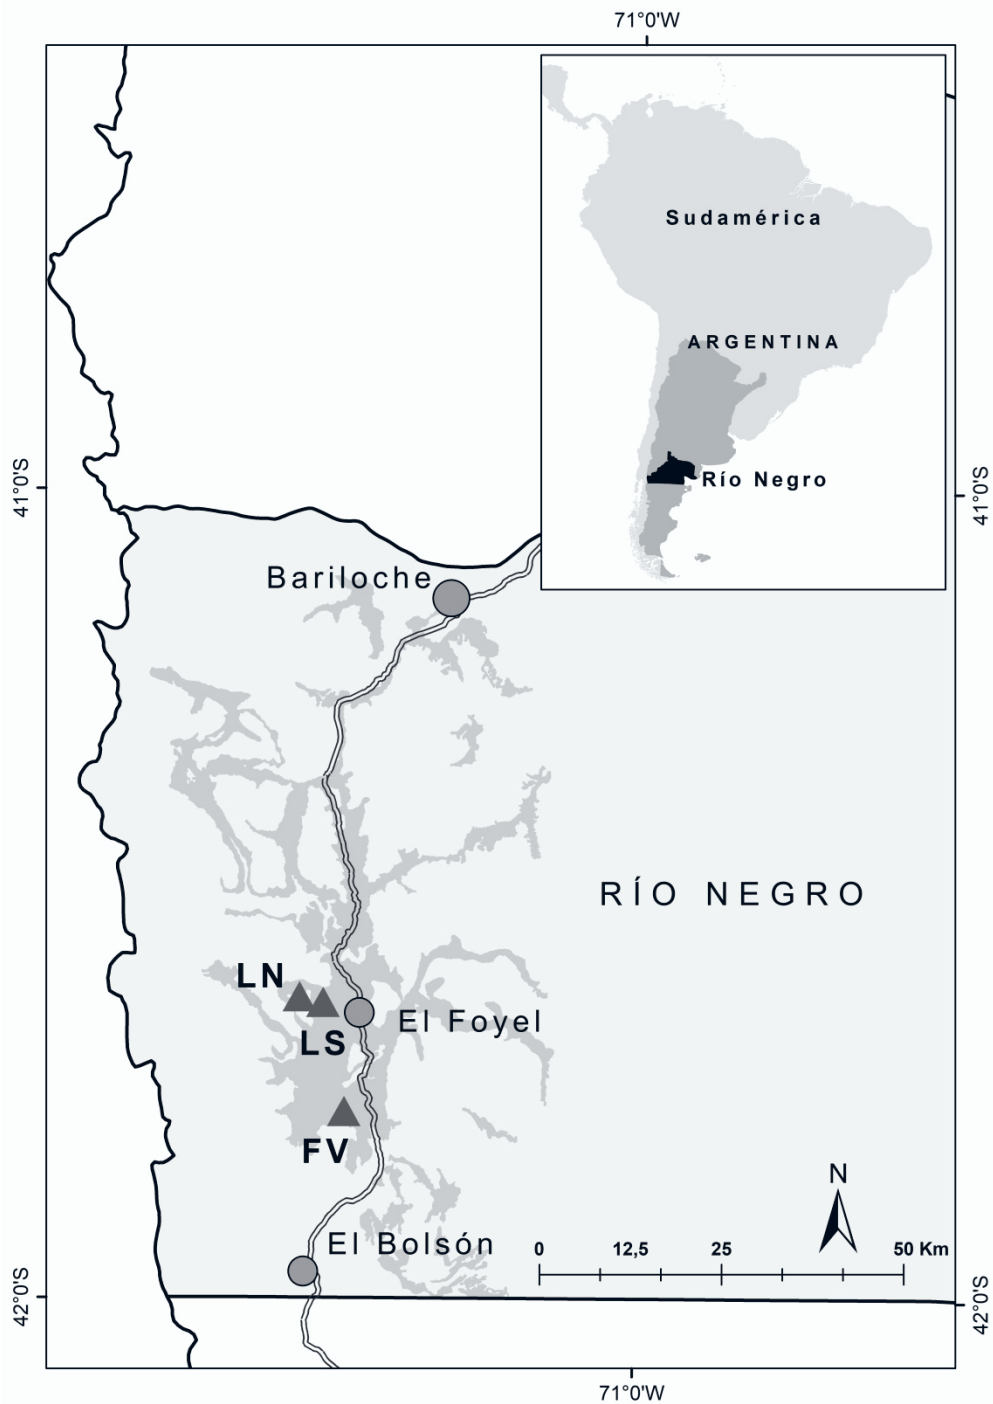 71°0'W
Sudamérica
ARGENTINA
Río Negro
41°0'S
41°0'S
Bariloche
RÍO NEGRO
LN
LS
El Foyel
FV
N
El Bolsón
0 12,5 25 50 Km
42°0'S
42°0'S
71°0'W